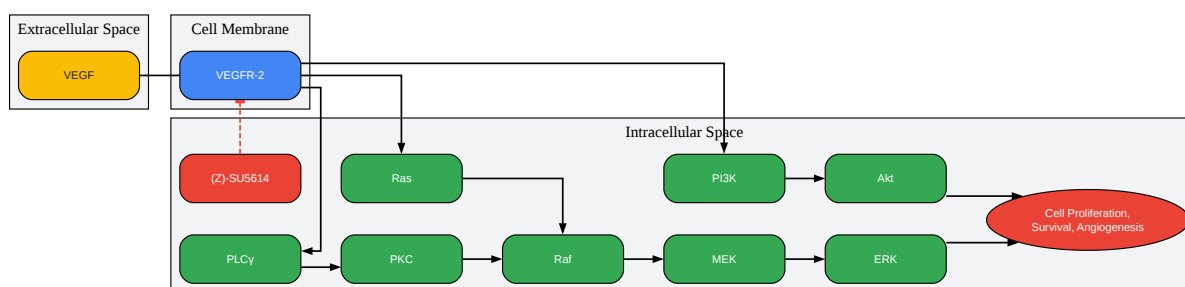 Extracellular Space
Cell Membrane
VEGF
VEGFR-2
Intracellular Space
(Z)-SU5614
Ras
PI3K
Akt
Cell Proliferation,
Survival, Angiogenesis
PLCγ
PKC
Raf
MEK
ERK